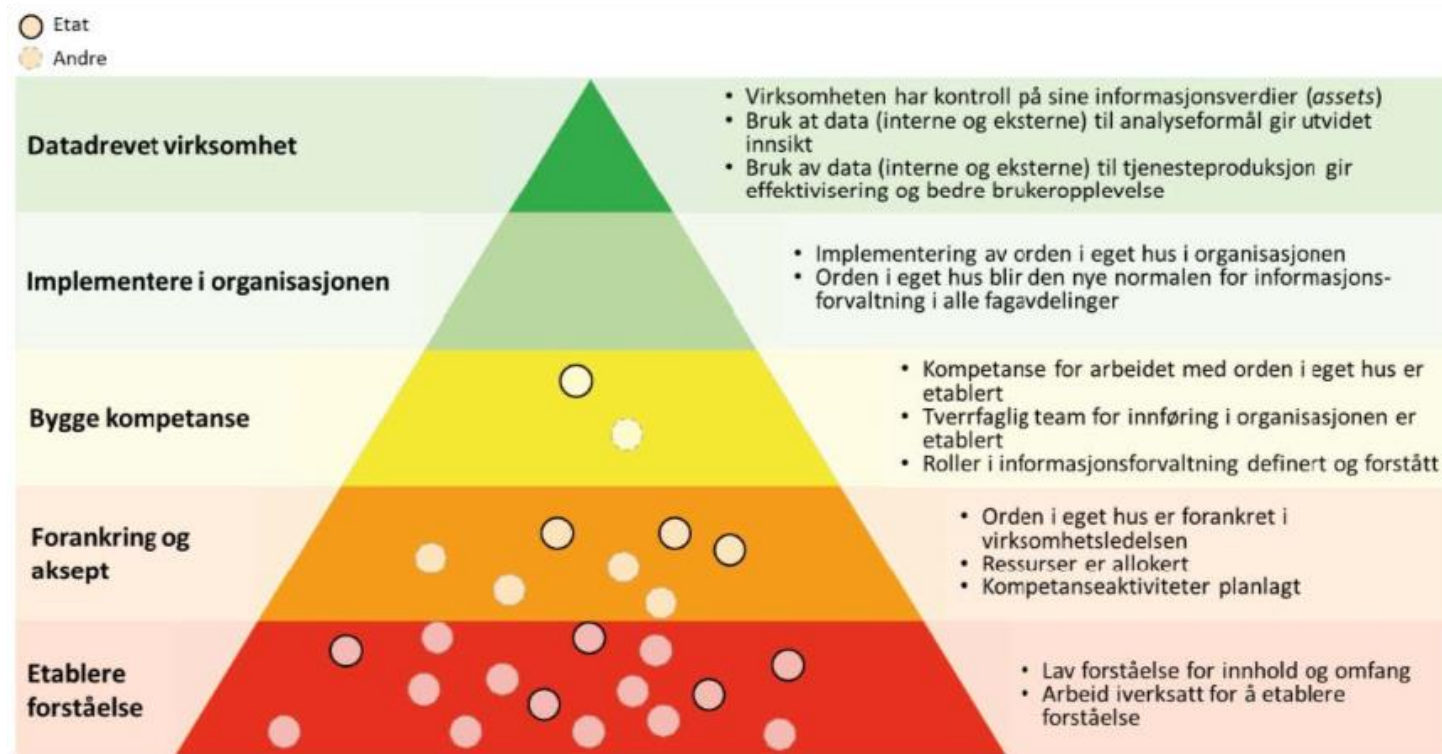 Etat
Andre
Datadrevet virksomhet
• Virksomheten har kontroll på sine informasjonsverdier (assets)
• Bruk at data (interne og eksterne) til analyseformål gir utvidet
innsikt
• Bruk av data (interne og eksterne) til tjenesteproduksjon gir
effektivisering og bedre brukeropplevelse
Implementere i organisasjonen
• Implementering av orden i eget hus i organisasjonen
• Orden i eget hus blir den nye normalen for informasjons-
forvaltning i alle fagavdelinger
Bygge kompetanse
• Kompetanse for arbeidet med orden i eget hus er
etablert
• Tverrfaglig team for innføring i organisasjonen er
etablert
• Roller i informasjonsforvaltning definert og forstått
Forankring og
aksept
• Orden i eget hus er forankret i
virksomhetsledelsen
• Ressurser er allokert
• Kompetanseaktiviteter planlagt
Etablere
forståelse
• Lav forståelse for innhold og omfang
• Arbeid iverksatt for å etablere
forståelse